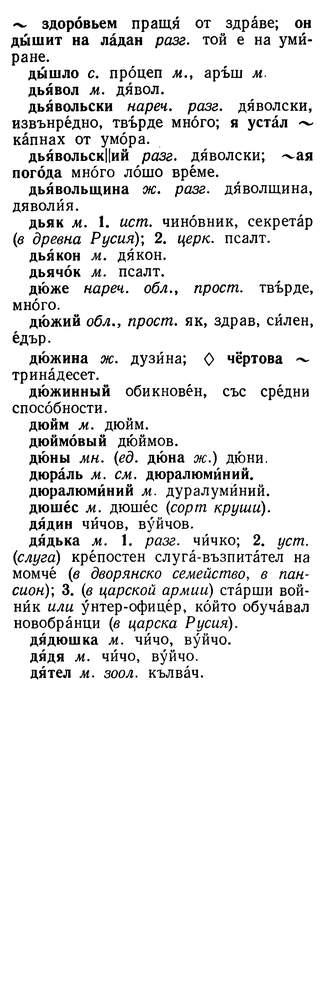 ~ здоро́вьем пращя́ от здра́ве; он
ды́шит на ла́дан разг. той е на уми́-
ране.
ды́шло с. про́цеп м., аръ́ш м.
дья́вол м. дя́вол.
дья́вольски нареч. разг. дя́волски,
извънре́дно, твъ́рде мно́го; я уста́л ~
ка́пнах от умо́ра.
дья́вольск||ий разг. дя́волски; ~ая
пого́да мно́го ло́шо вре́ме.
дья́вольщина ж. разг. дя́волщина,
дяволи́я.
дьяк м. 1. ист. чино́вник, секрета́р
(в древна Русия); 2. церк. псалт.
дья́кон м. дя́кон.
дьячо́к м. псалт.
дю́же нареч. обл., прост. твъ́рде,
мно́го.
дю́жий обл., прост. як, здрав, си́лен,
е́дър.
дю́жина ж. дузи́на; ◊ чёртова ~
трина́десет.
дю́жинный обикнове́н, със сре́дни
спосо́бности.
дюйм м. дюйм.
дюймо́вый дю́ймов.
дю́ны мн. (ед. дю́на ж.) дю́ни.
дюра́ль м. см. дюралюми́ний.
дюралюми́ний м. дуралуми́ний.
дюше́с м. дюше́с (сорт круши).
дя́дин чи́чов, ву́йчов.
дя́дька м. 1. разг. чи́чко; 2. уст.
(слуга) кре́постен слуга́-възпита́тел на
момче́ (в дворянско семейство, в пан-
сион); 3. (в царской армии) ста́рши вой-
ни́к или у́нтер-офице́р, ко́йто обуча́вал
новобра́нци (в царска Русия).
дя́дюшка м. чи́чо, ву́йчо.
дя́дя м. чи́чо, ву́йчо.
дя́тел м. зоол. кълва́ч.